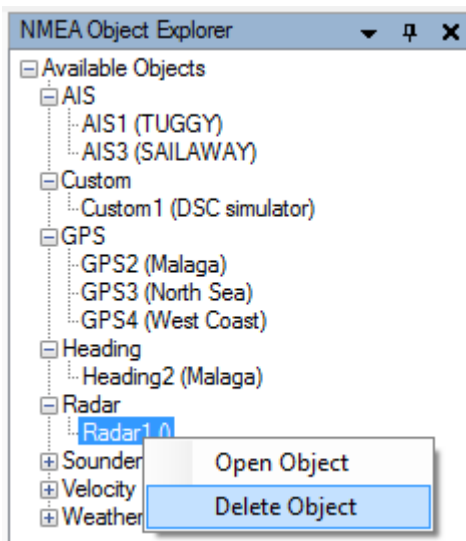 NMEA Object Explorer
Available Objects
AIS
AIS1 (TUGGY)
AIS3 (SAILAWAY)
Custom
Custom1 (DSC simulator)
GPS
GPS2 (Malaga)
GPS3 (North Sea)
GPS4 (West Coast)
Heading
Heading2 (Malaga)
Radar
Radar1 ()
Sounder
Open Object
Velocity
Delete Object
Weather